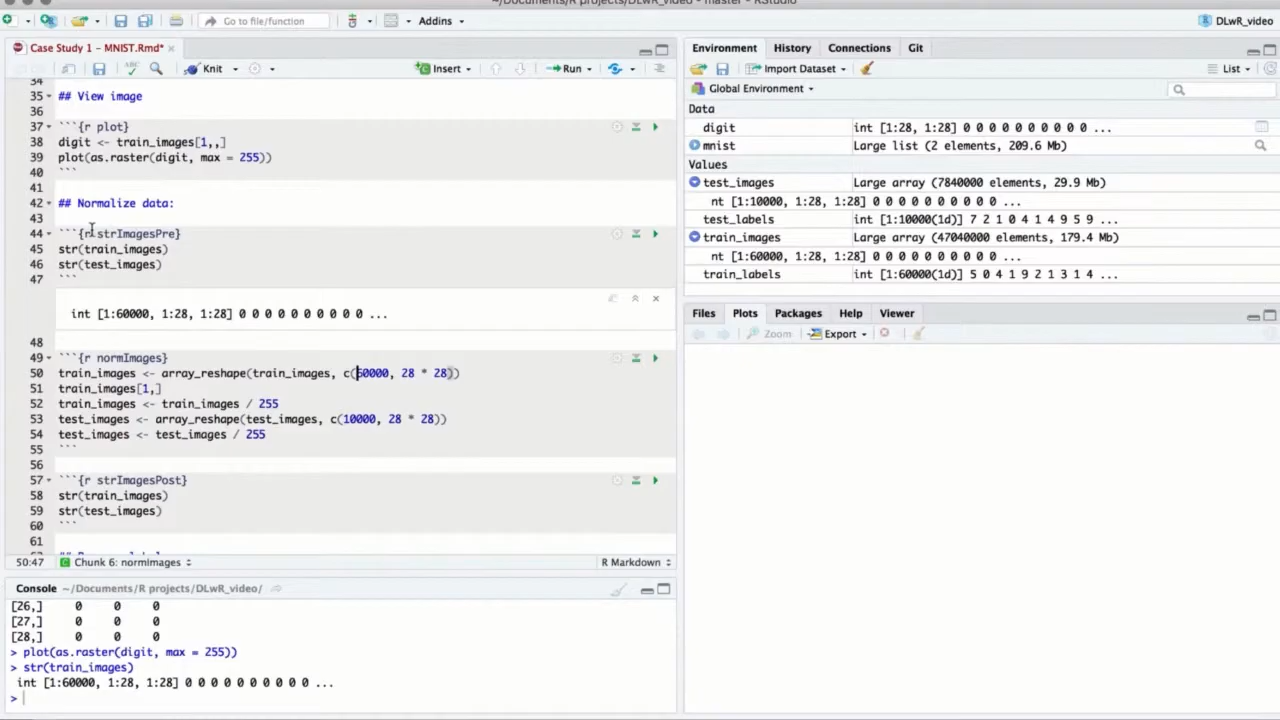 ~/Documents/R projects/DLwR_video - master - RStudio
Go to file/function
Addins
DLwR_video
Case Study 1 - MNIST.Rmd*
Knit
Insert
Run
34
35 ## View image
36
37 ```{r plot}
38 digit <- train_images[1,,]
39 plot(as.raster(digit, max = 255))
40 ```
41
42 ## Normalize data:
43
44 ```{r strImagesPre}
45 str(train_images)
46 str(test_images)
47 ```
int [1:60000, 1:28, 1:28] 0 0 0 0 0 0 0 0 0 0 ...
48
49 ```{r normImages}
50 train_images <- array_reshape(train_images, c(60000, 28 * 28))
51 train_images[1,]
52 train_images <- train_images / 255
53 test_images <- array_reshape(test_images, c(10000, 28 * 28))
54 test_images <- test_images / 255
55 ```
56
57 ```{r strImagesPost}
58 str(train_images)
59 str(test_images)
60 ```
61
50:47 Chunk 6: normImages R Markdown
Console ~/Documents/R projects/DLwR_video/
[26,] 0 0 0
[27,] 0 0 0
[28,] 0 0 0
> plot(as.raster(digit, max = 255))
> str(train_images)
int [1:60000, 1:28, 1:28] 0 0 0 0 0 0 0 0 0 0 ...
>
Environment History Connections Git
Import Dataset List
Global Environment
Data
digit int [1:28, 1:28] 0 0 0 0 0 0 0 0 0 0 ...
mnist Large list (2 elements, 209.6 Mb)
Values
test_images Large array (7840000 elements, 29.9 Mb)
nt [1:10000, 1:28, 1:28] 0 0 0 0 0 0 0 0 0 0 ...
test_labels int [1:10000(1d)] 7 2 1 0 4 1 4 9 5 9 ...
train_images Large array (47040000 elements, 179.4 Mb)
nt [1:60000, 1:28, 1:28] 0 0 0 0 0 0 0 0 0 0 ...
train_labels int [1:60000(1d)] 5 0 4 1 9 2 1 3 1 4 ...
Files Plots Packages Help Viewer
Zoom Export